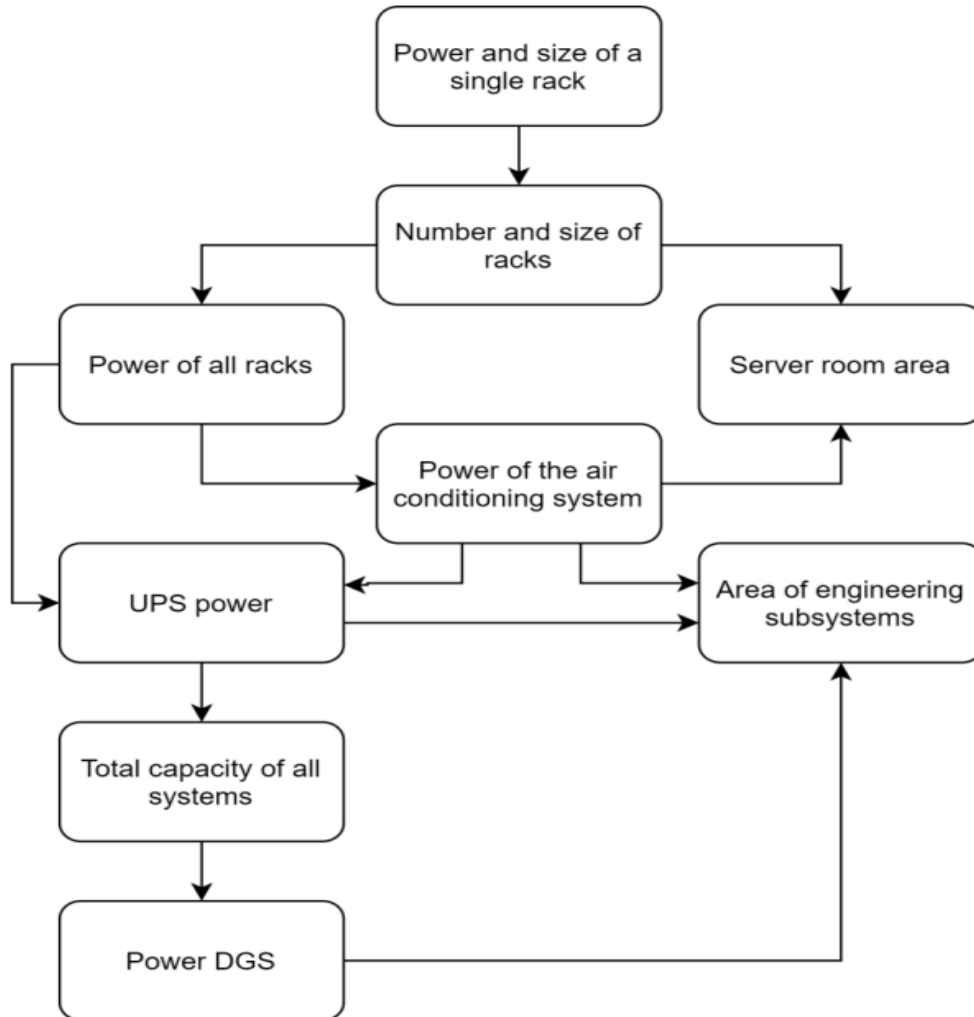 Power and size of a
single rack
Number and size of
racks
Power of all racks
Server room area
Power of the air
conditioning system
UPS power
Area of engineering
subsystems
Total capacity of all
systems
Power DGS